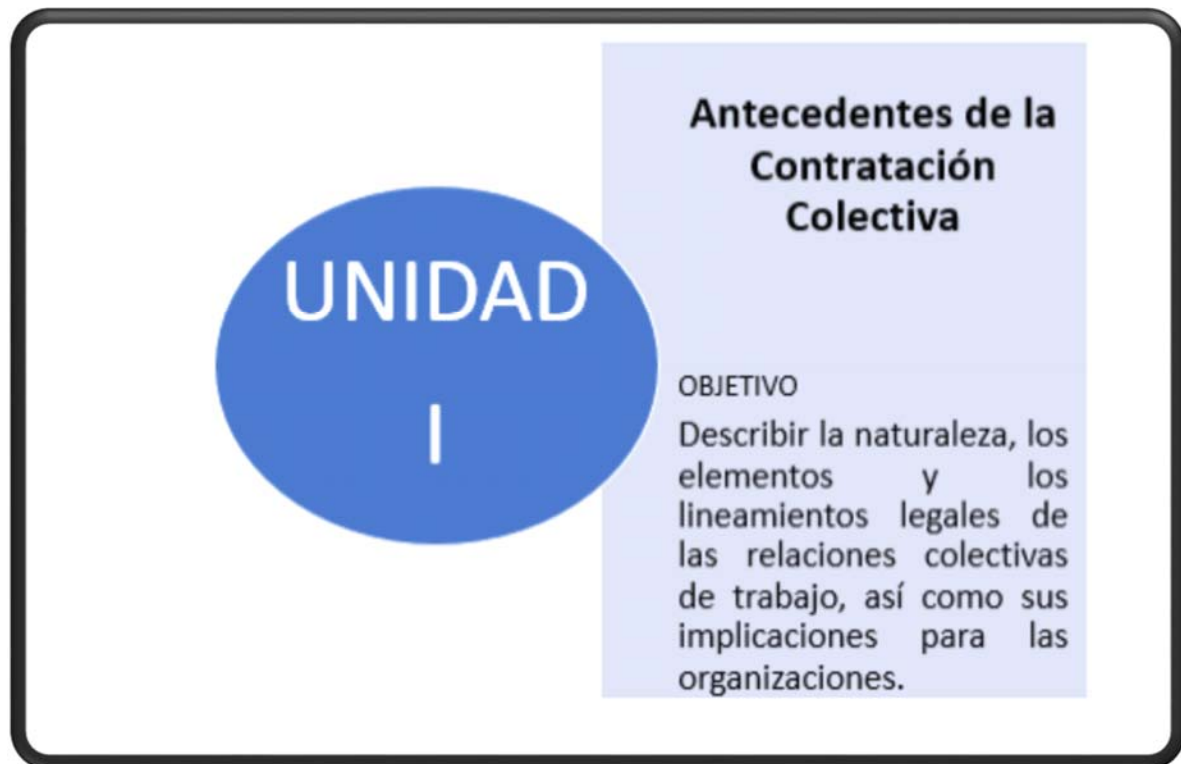 UNIDAD
I
Antecedentes de la
Contratación
Colectiva
OBJETIVO
Describir la naturaleza, los
elementos y los
lineamientos legales de
las relaciones colectivas
de trabajo, así como sus
implicaciones para las
organizaciones.